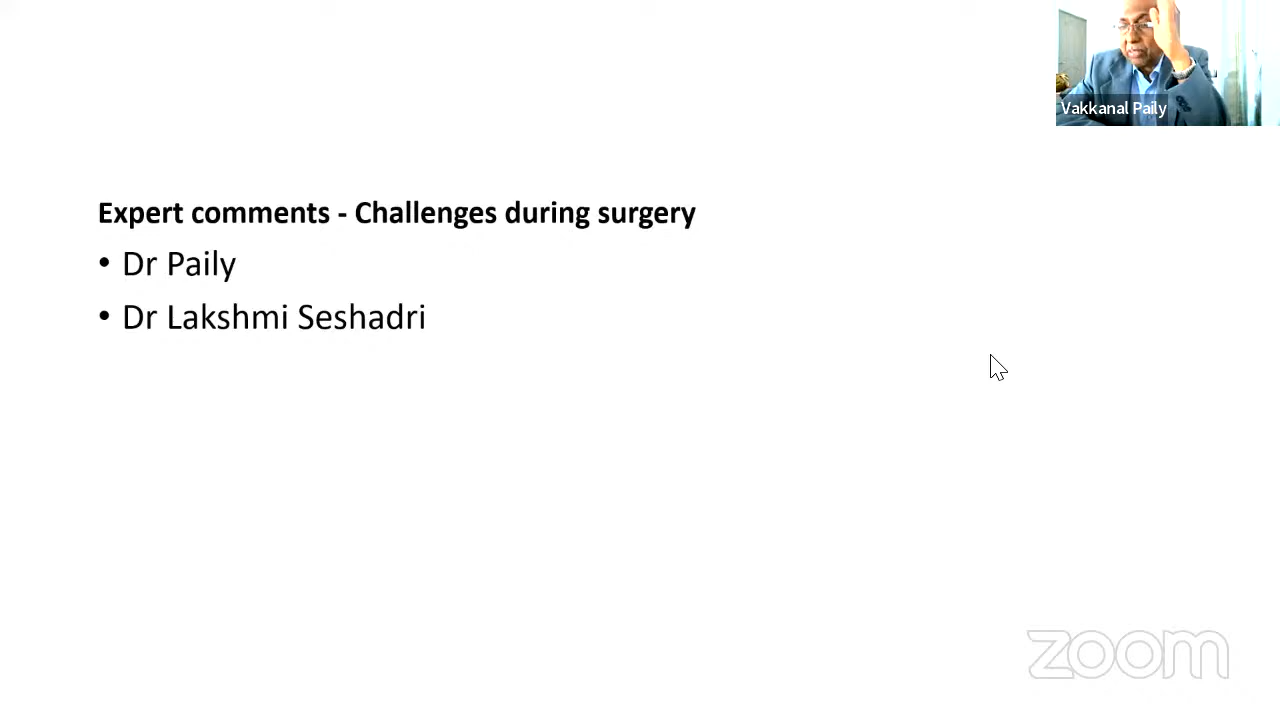 Vakkanal Paily
Expert comments - Challenges during surgery
• Dr Paily
• Dr Lakshmi Seshadri
zoom